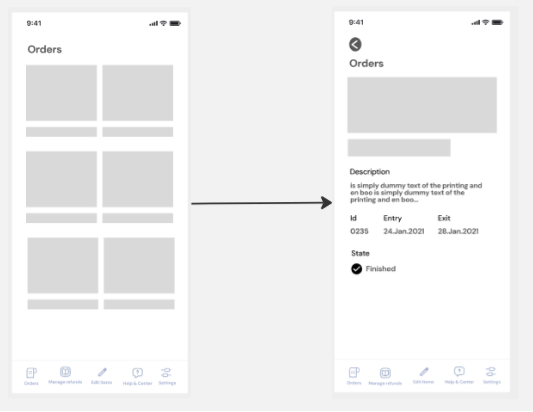 9:41
Orders
Orders
Manage refunds
Edit items
Help & Center
Settings
9:41
Orders
Description
is simply dummy text of the printing and
en boo is simply dummy text of the
printing and en boo...
Id Entry Exit
0235 24.Jan.2021 28.Jan.2021
State
Finished
Orders
Manage refunds
Edit items
Help & Center
Settings